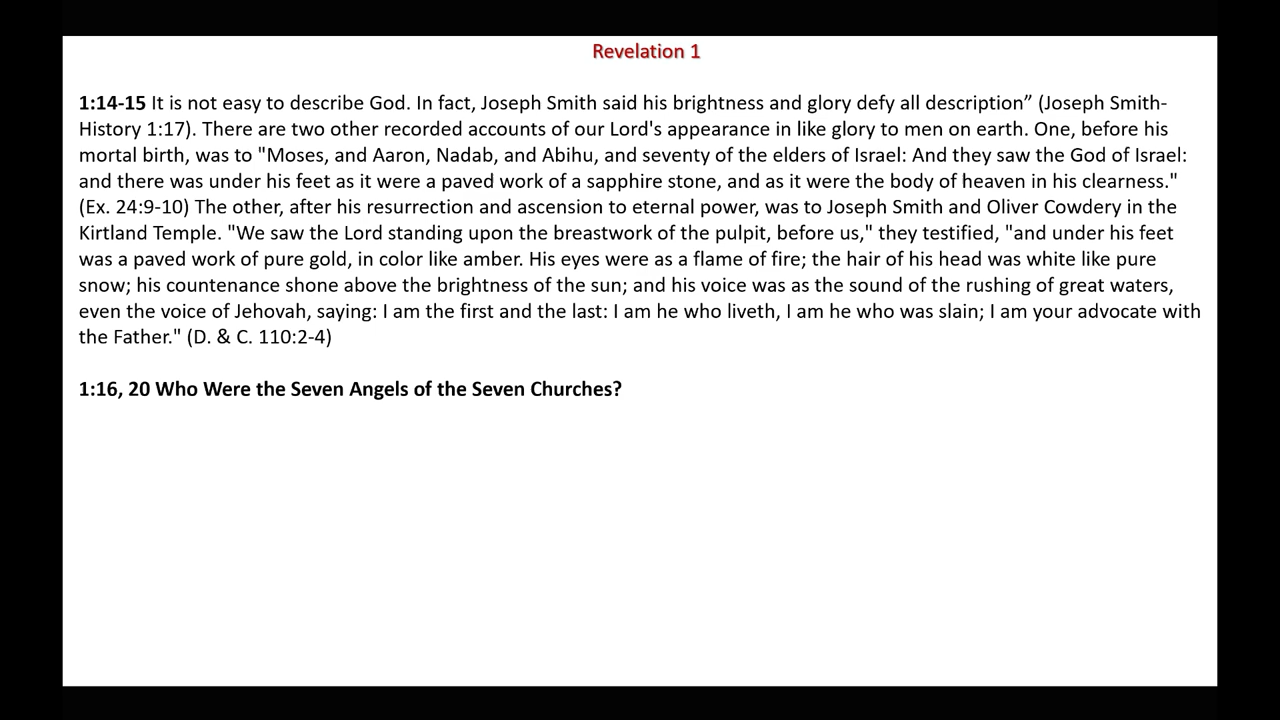 Revelation 1
1:14-15 It is not easy to describe God. In fact, Joseph Smith said his brightness and glory defy all description” (Joseph Smith-
History 1:17). There are two other recorded accounts of our Lord's appearance in like glory to men on earth. One, before his
mortal birth, was to "Moses, and Aaron, Nadab, and Abihu, and seventy of the elders of Israel: And they saw the God of Israel:
and there was under his feet as it were a paved work of a sapphire stone, and as it were the body of heaven in his clearness."
(Ex. 24:9-10) The other, after his resurrection and ascension to eternal power, was to Joseph Smith and Oliver Cowdery in the
Kirtland Temple. "We saw the Lord standing upon the breastwork of the pulpit, before us," they testified, "and under his feet
was a paved work of pure gold, in color like amber. His eyes were as a flame of fire; the hair of his head was white like pure
snow; his countenance shone above the brightness of the sun; and his voice was as the sound of the rushing of great waters,
even the voice of Jehovah, saying: I am the first and the last: I am he who liveth, I am he who was slain; I am your advocate with
the Father." (D. & C. 110:2-4)
1:16, 20 Who Were the Seven Angels of the Seven Churches?